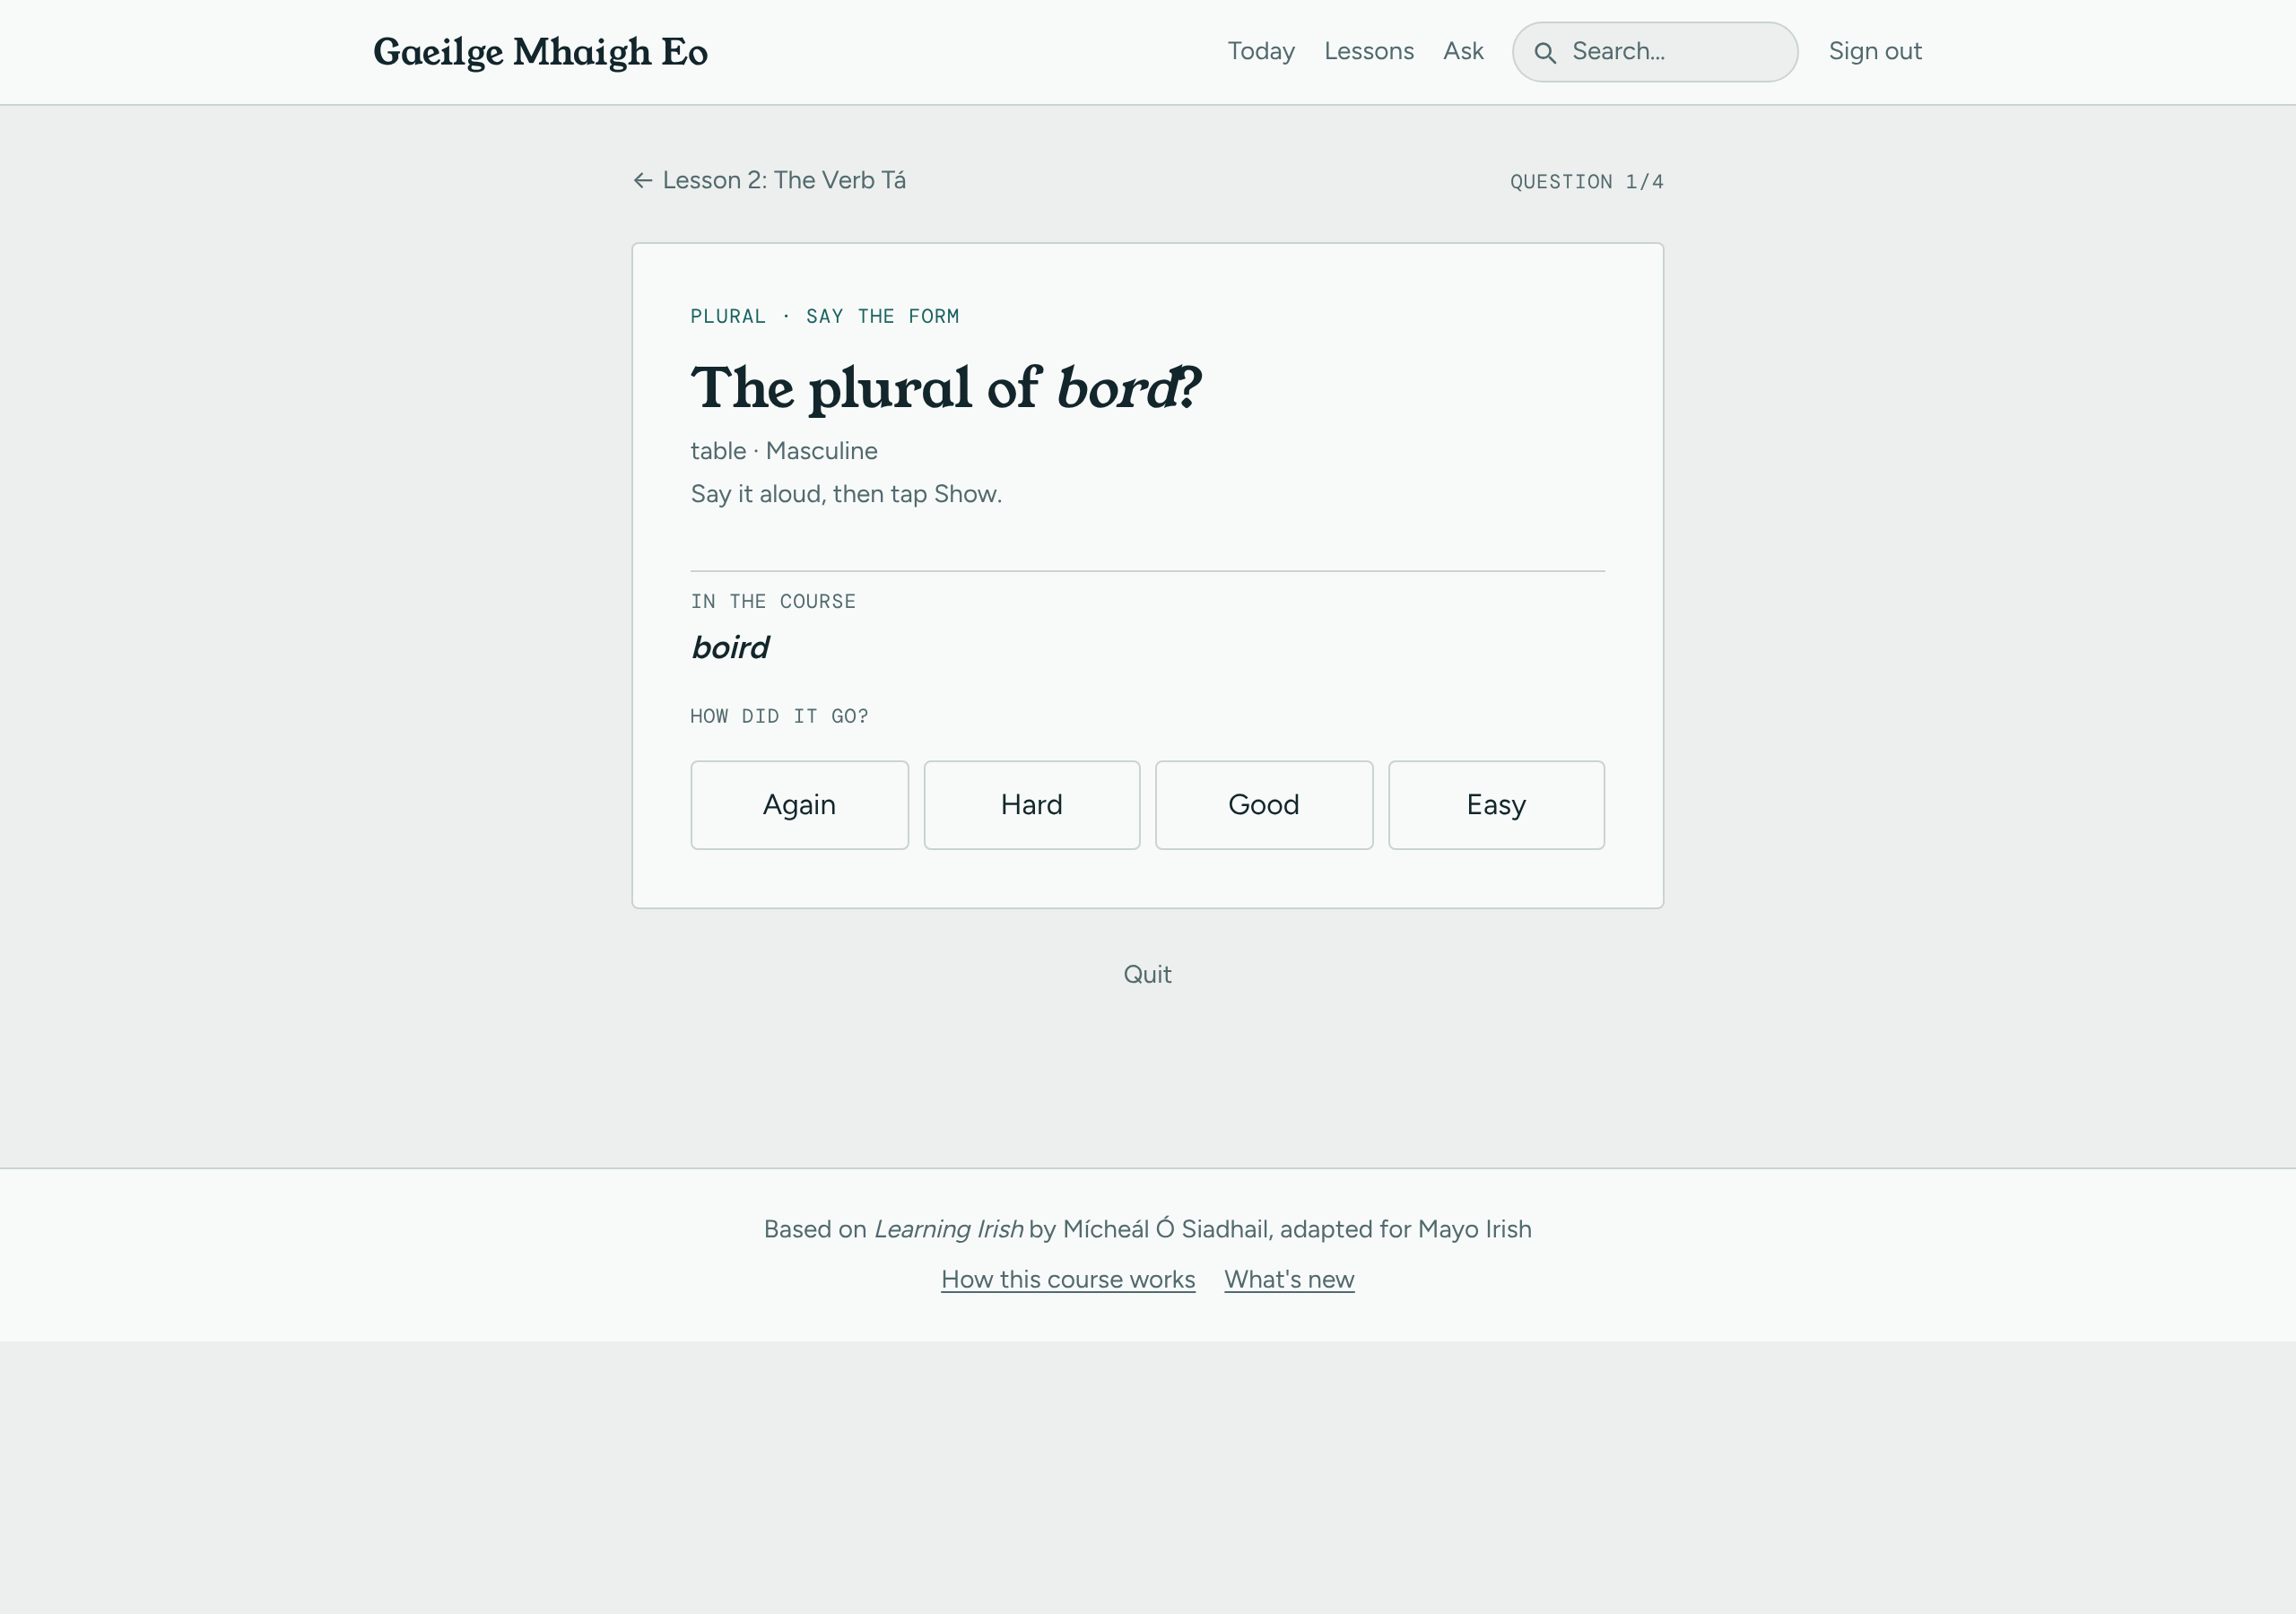 Gaeilge Mhaigh Eo
Today Lessons Ask Search... Sign out
← Lesson 2: The Verb Tá
QUESTION 1/4
PLURAL · SAY THE FORM
The plural of bord?
table · Masculine
Say it aloud, then tap Show.
IN THE COURSE
boird
HOW DID IT GO?
Again Hard Good Easy
Quit
Based on Learning Irish by Mícheál Ó Siadhail, adapted for Mayo Irish
How this course works What's new